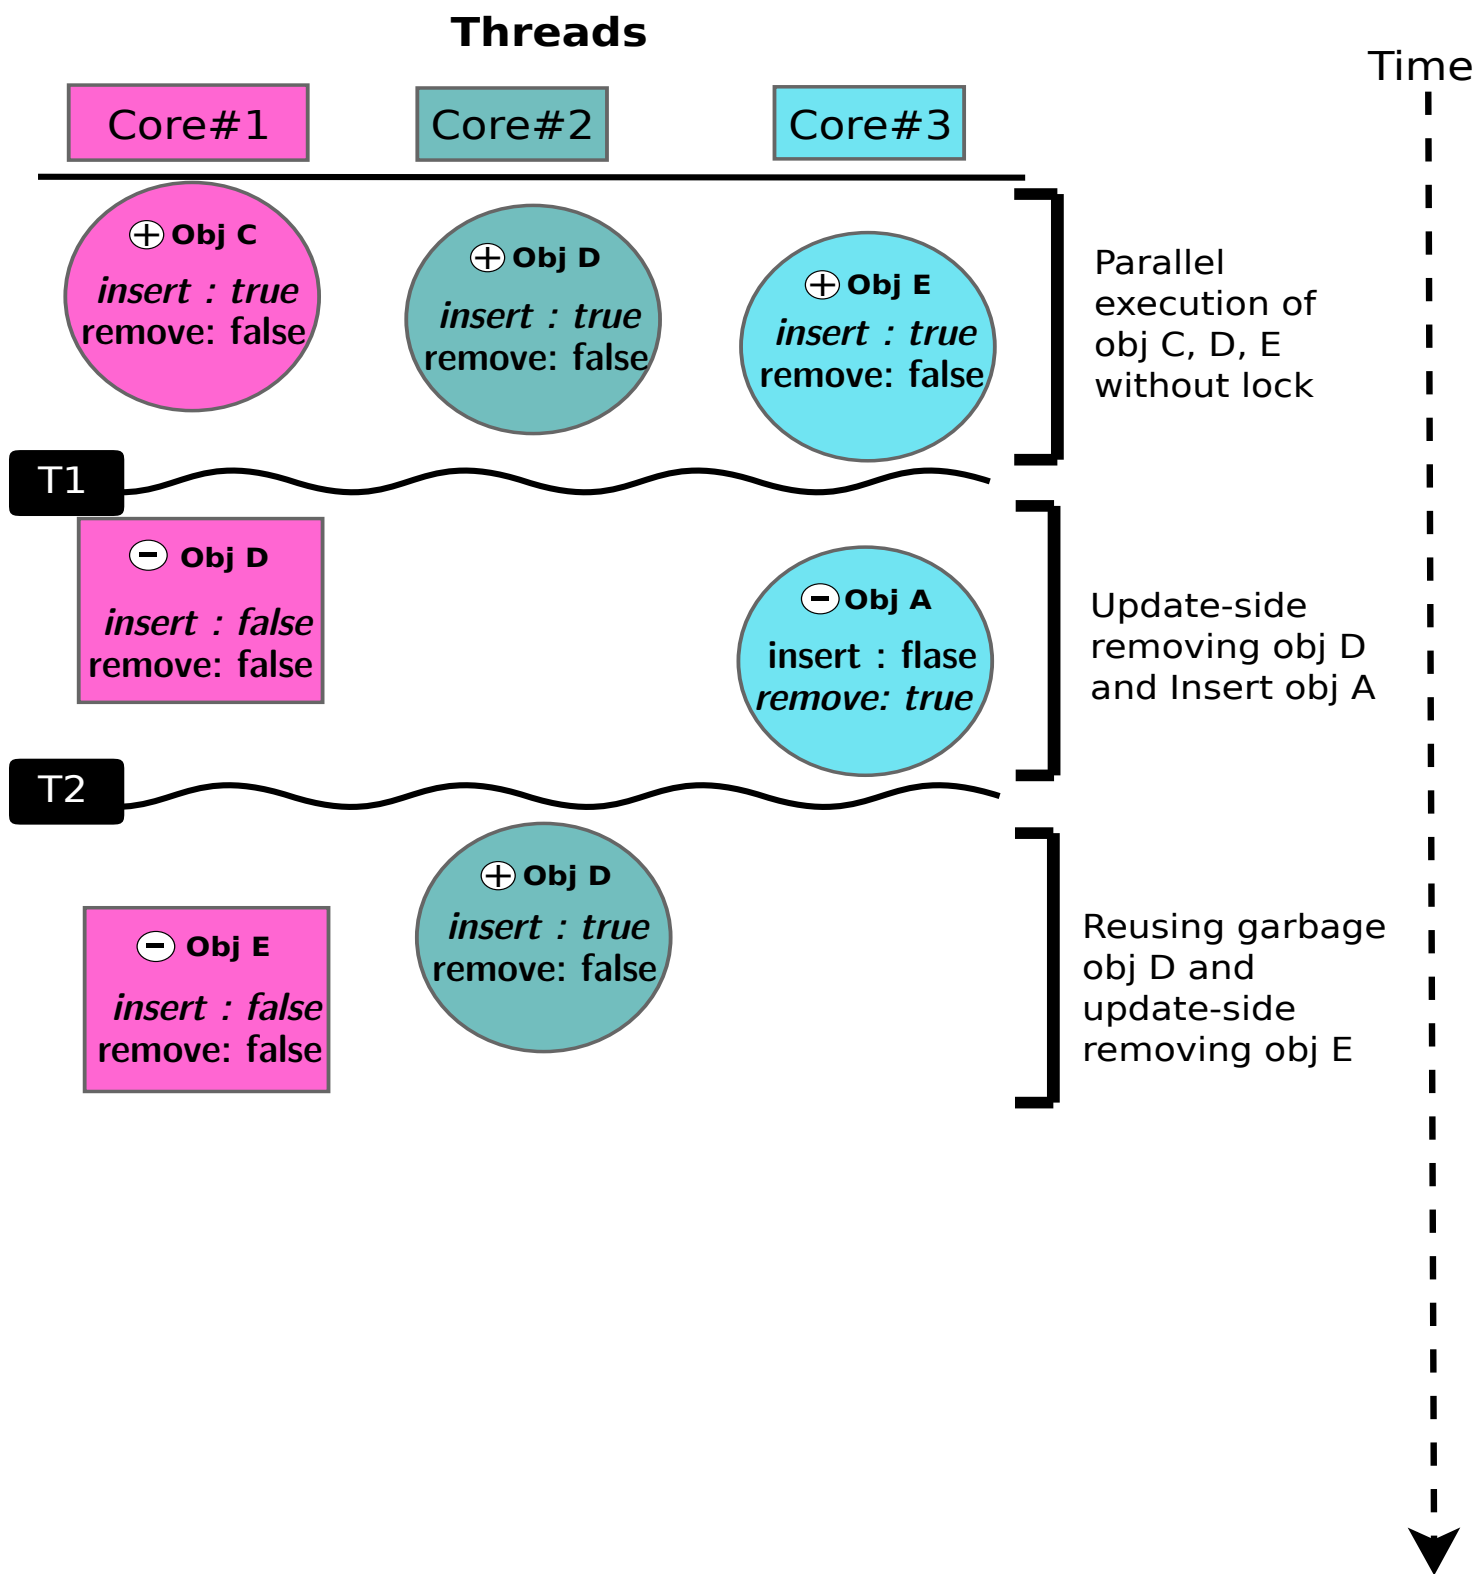 Threads
Time
Core#1
Core#2
Core#3
Obj C
insert : true
remove: false
Obj D
insert : true
remove: false
Obj E
insert : true
remove: false
Parallel
execution of
obj C, D, E
without lock
T1
Obj D
insert : false
remove: false
Obj A
insert : flase
remove: true
Update-side
removing obj D
and Insert obj A
T2
Obj E
insert : false
remove: false
Obj D
insert : true
remove: false
Reusing garbage
obj D and
update-side
removing obj E